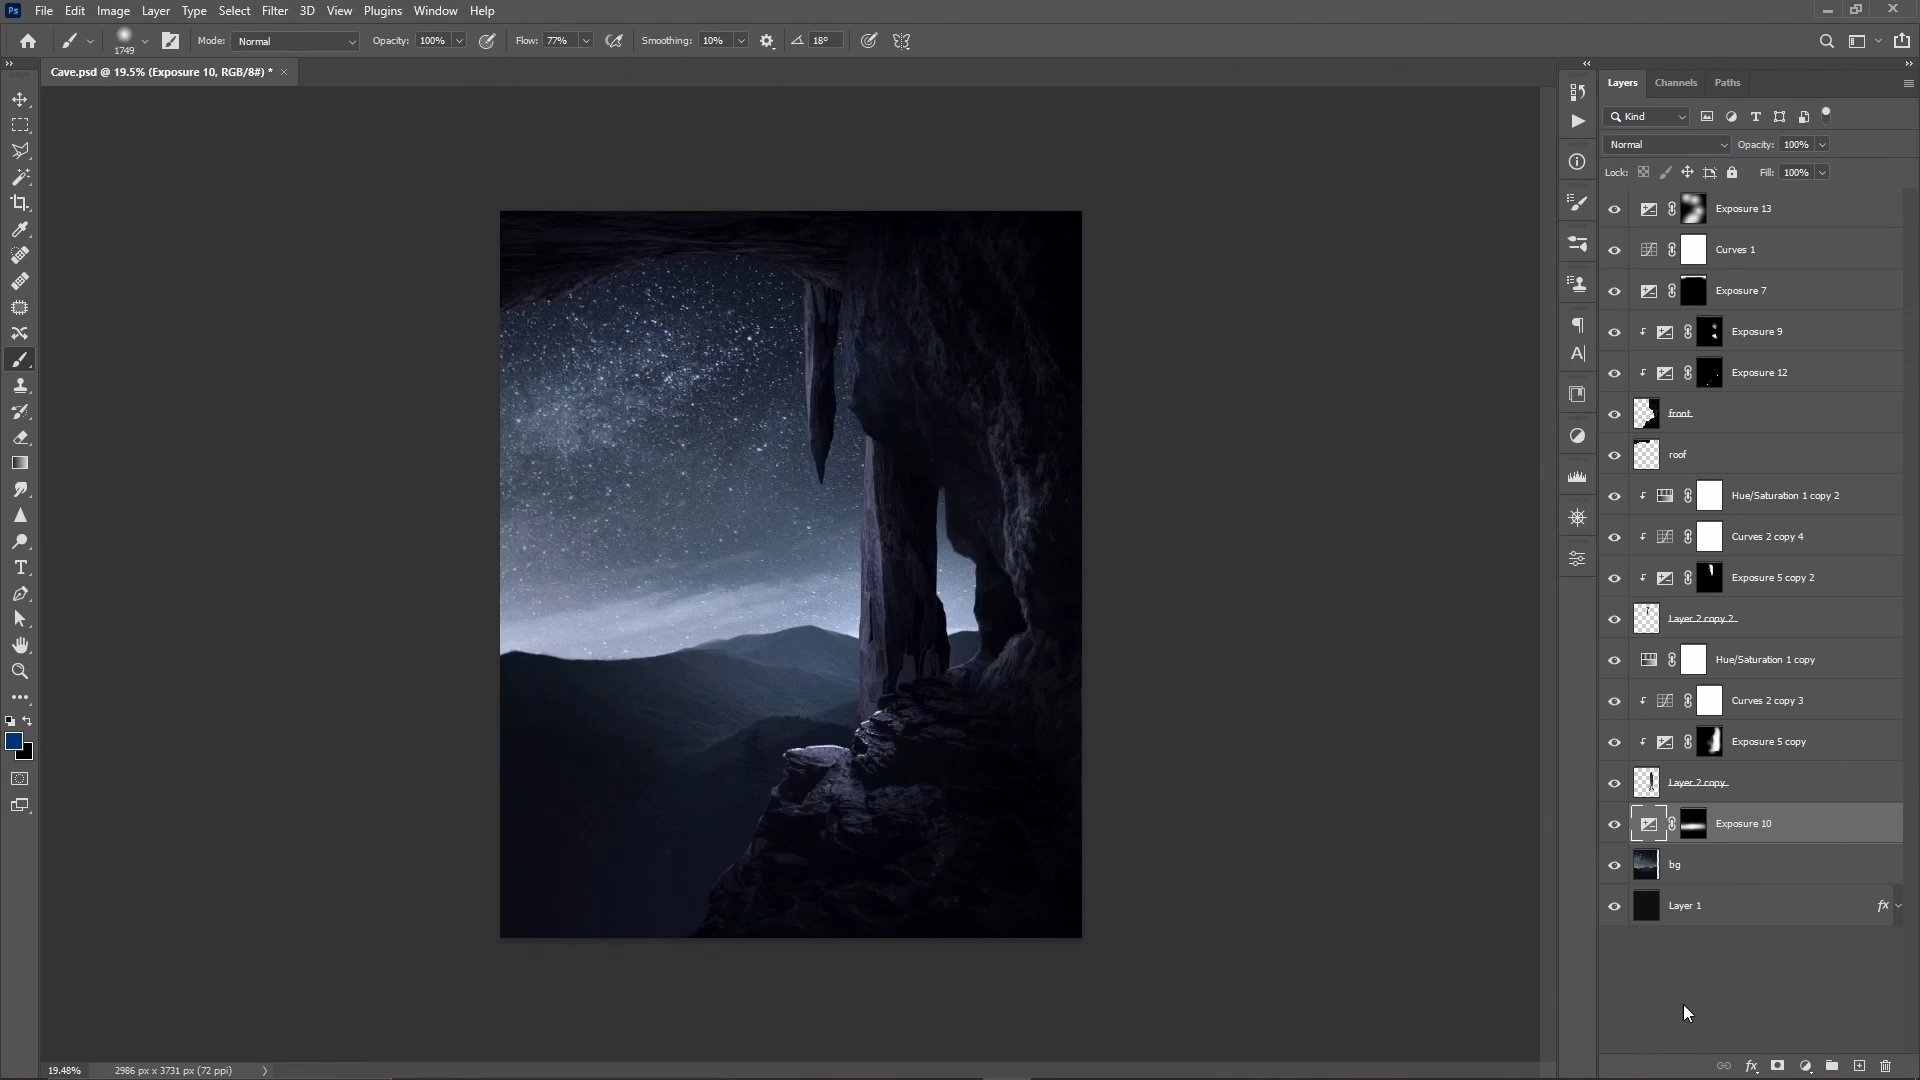 Ps File Edit Image Layer Type Select Filter 3D View Plugins Window Help
1749 Mode: Normal Opacity: 100% Flow: 77% Smoothing: 10% 18°
Cave.psd @ 19.5% (Exposure 10, RGB/8#) * ×
Layers Channels Paths
Kind
Normal Opacity: 100%
Lock: Fill: 100%
Exposure 13
Curves 1
Exposure 7
Exposure 9
Exposure 12
front
roof
Hue/Saturation 1 copy 2
Curves 2 copy 4
Exposure 5 copy 2
Layer 2 copy 2
Hue/Saturation 1 copy
Curves 2 copy 3
Exposure 5 copy
Layer 2 copy
Exposure 10
bg
Layer 1 fx
19.48% 2986 px x 3731 px (72 ppi)
fx